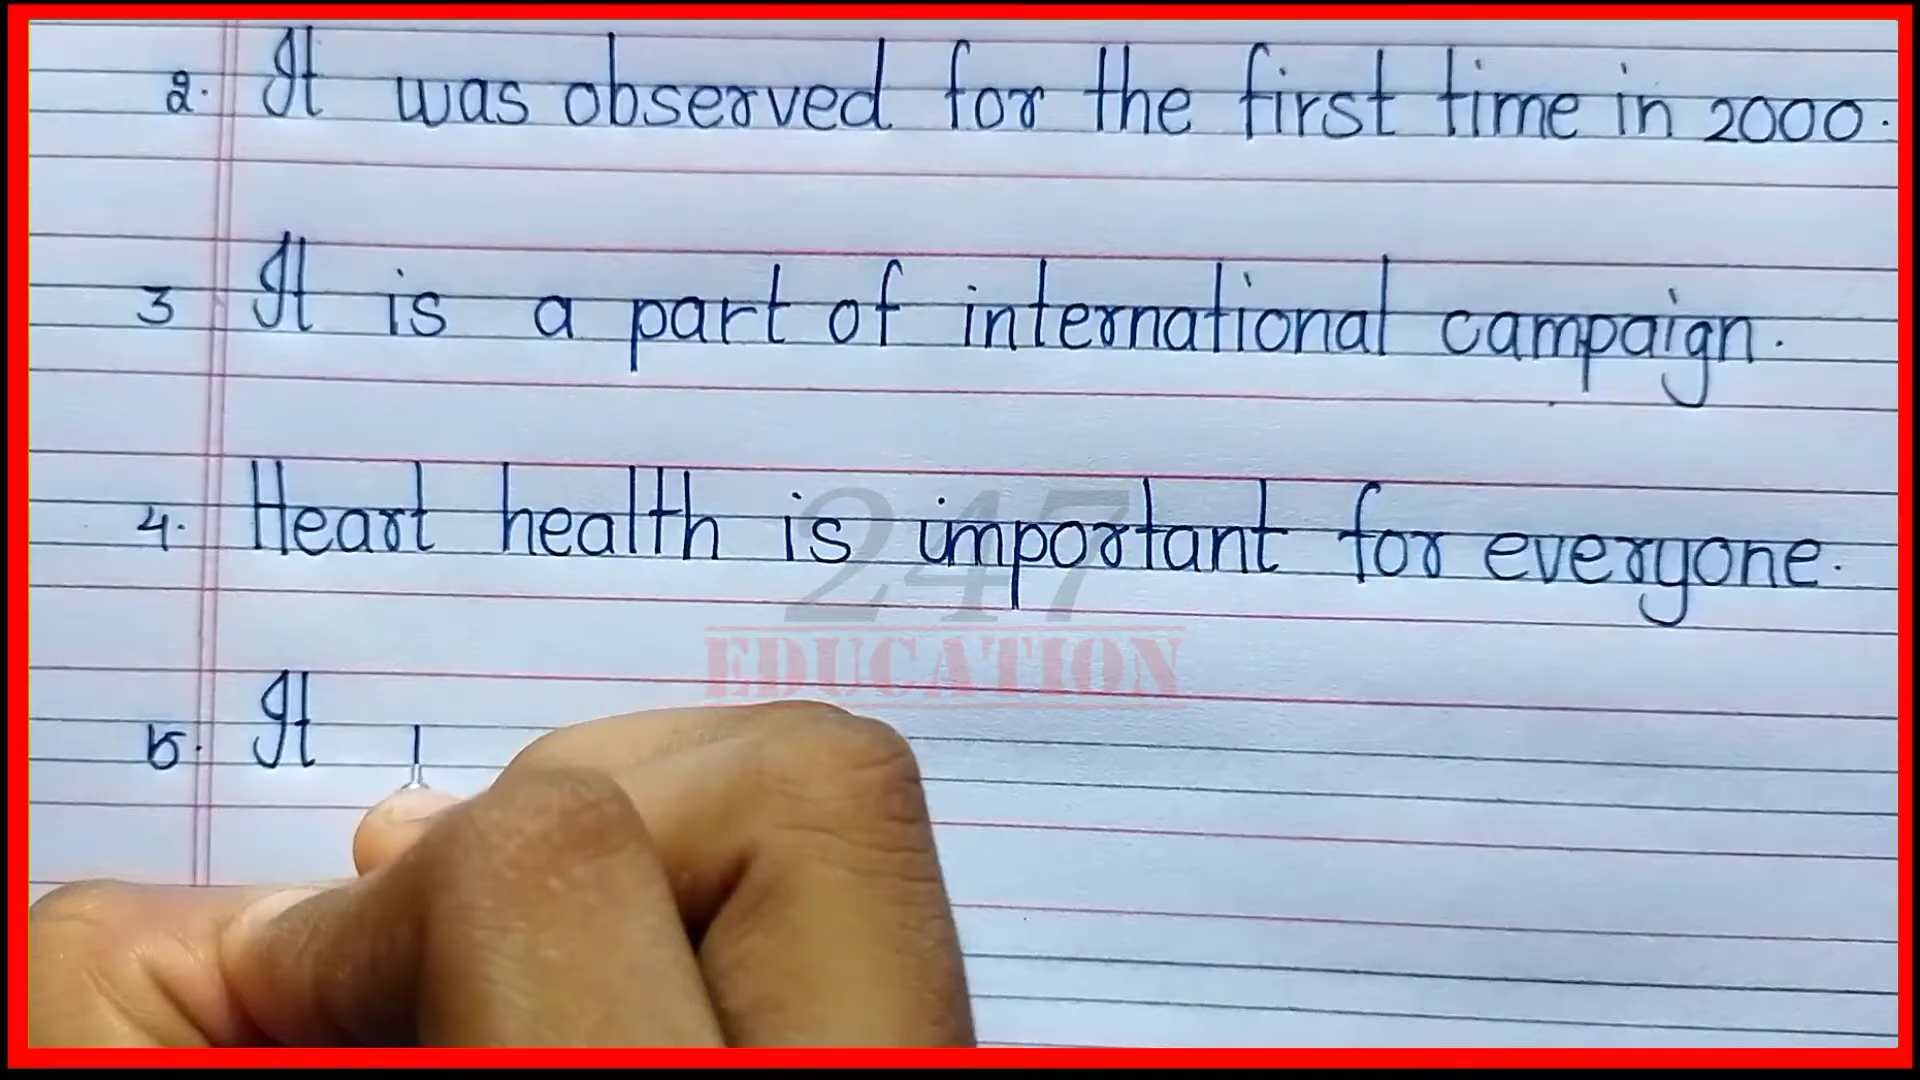 2. It was observed for the first time in 2000.
3 It is a part of international campaign.
4. Heart health is important for everyone.
247
EDUCATION
5. It